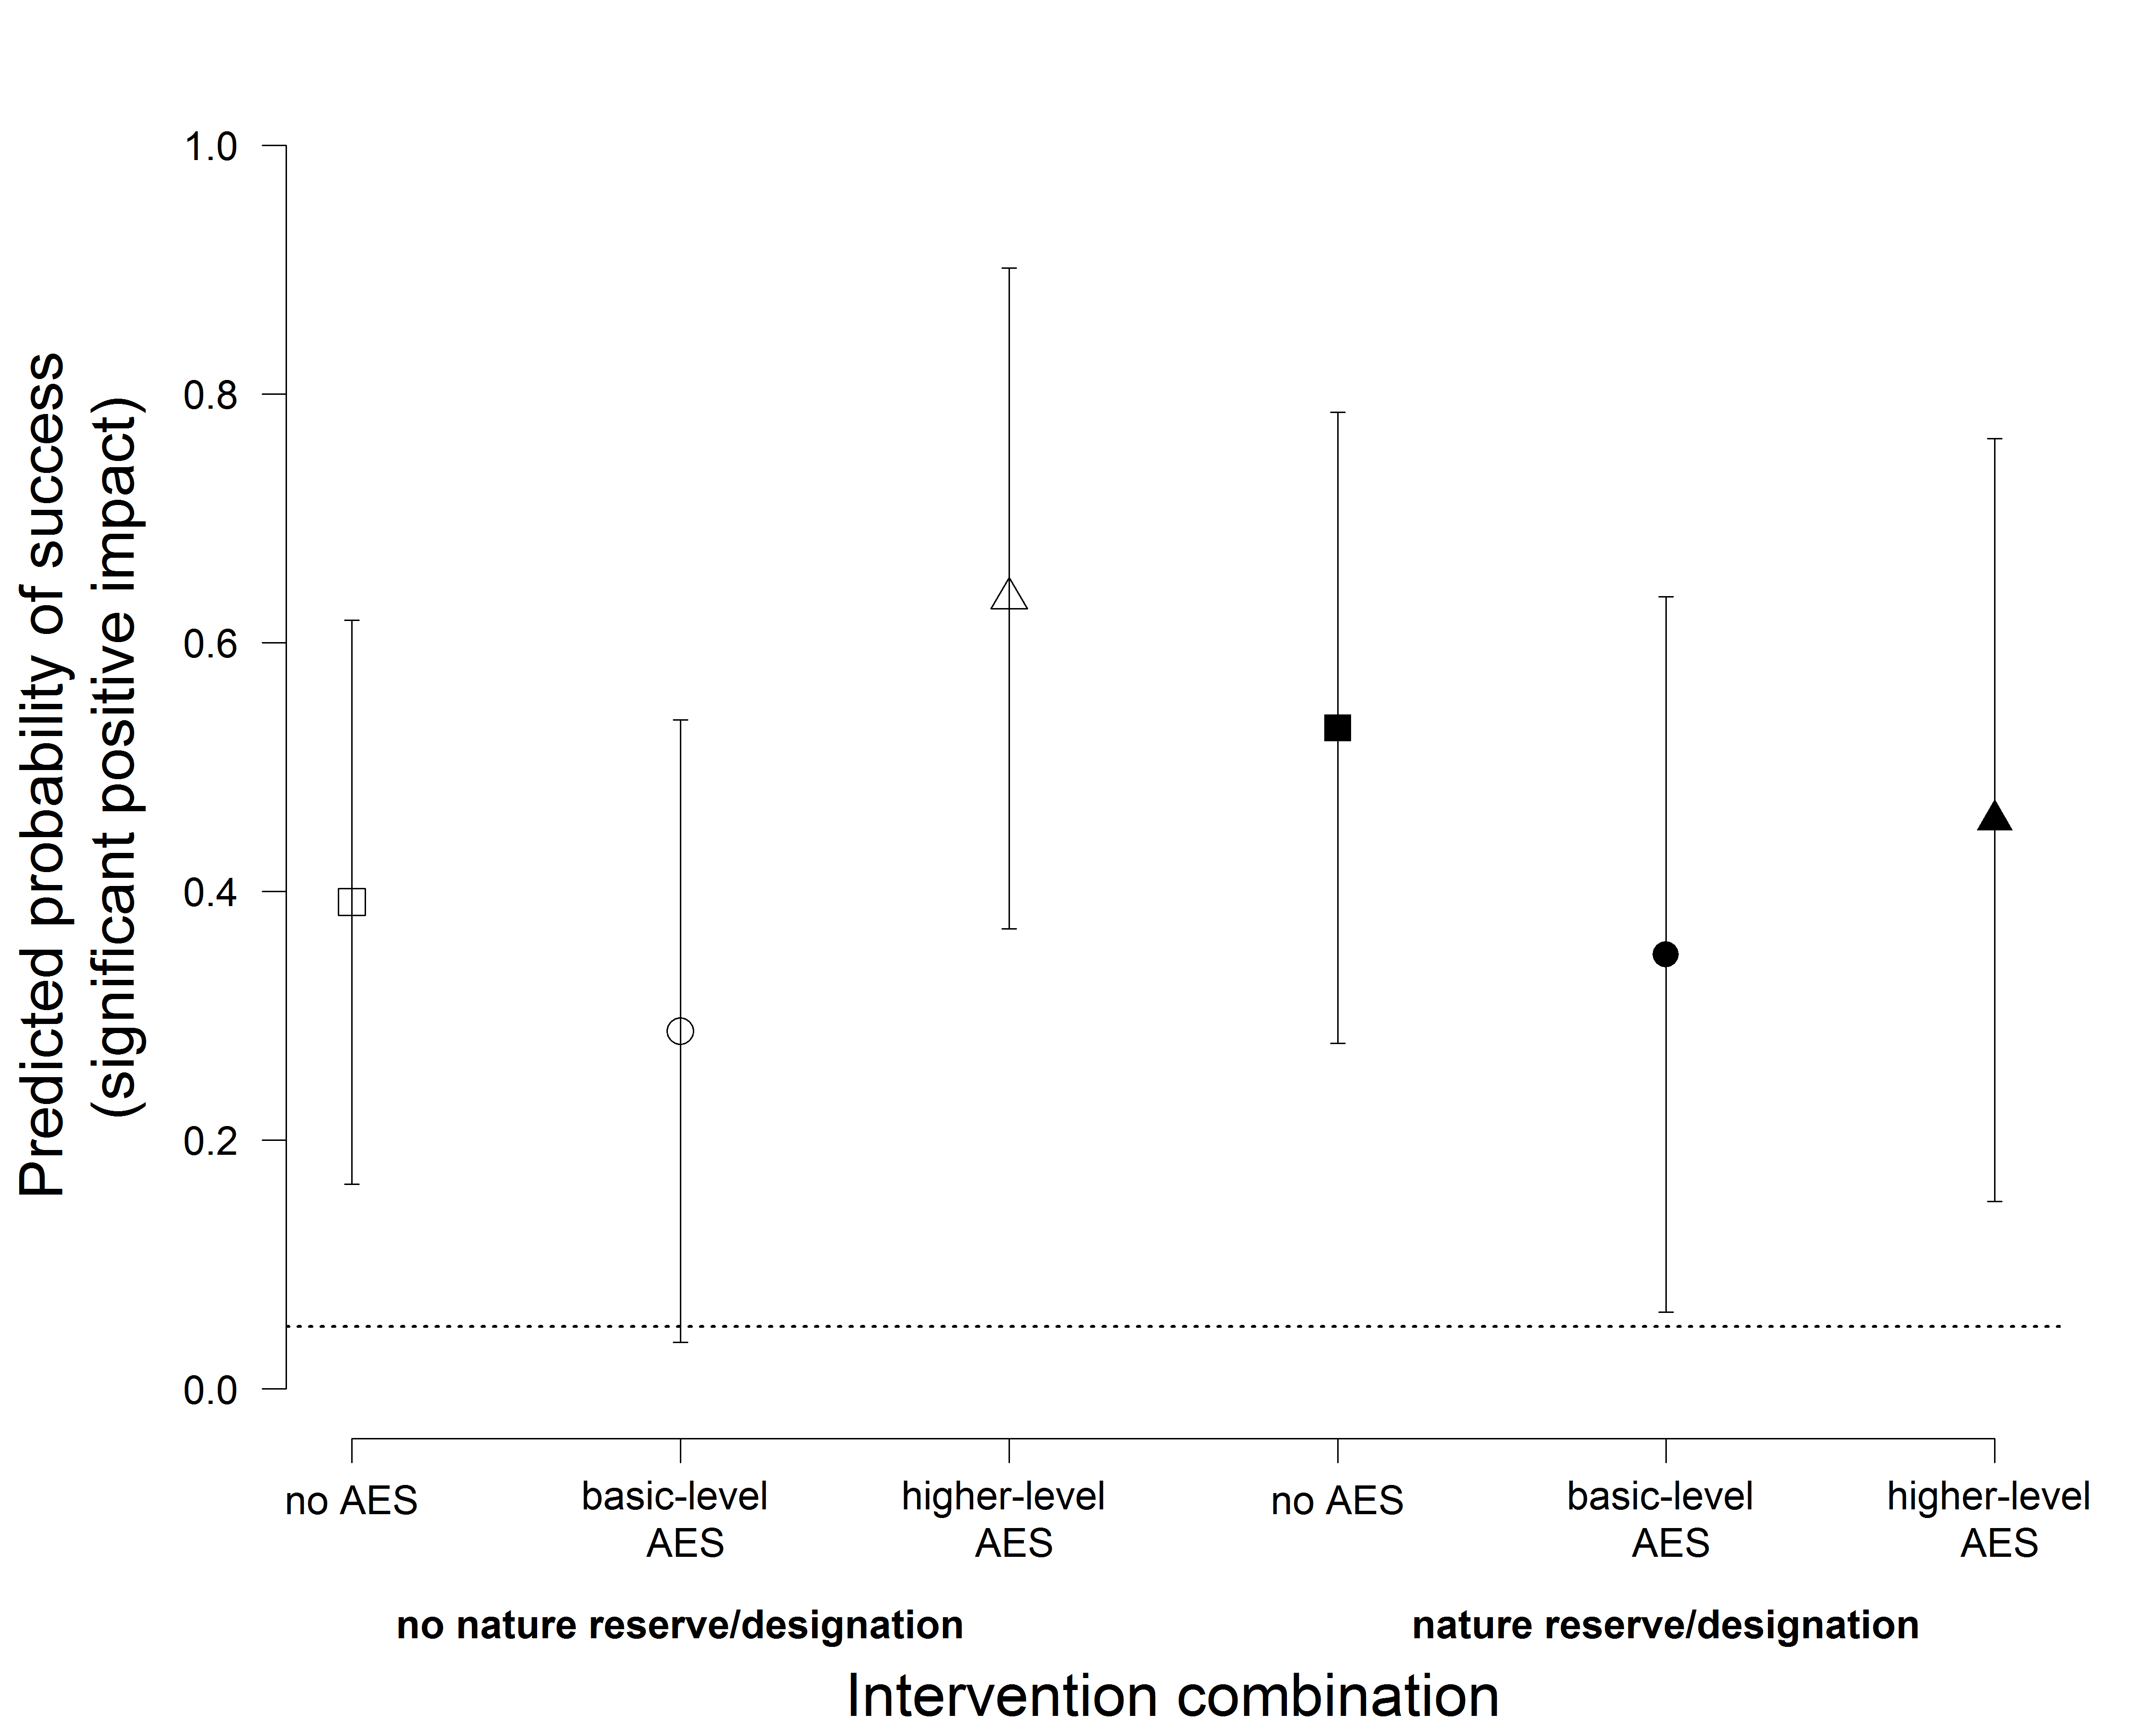 Predicted probability of success
(significant positive impact)
1.0
0.8
0.6
0.4
0.2
0.0
no AES
basic-level
AES
higher-level
AES
no AES
basic-level
AES
higher-level
AES
no nature reserve/designation
nature reserve/designation
Intervention combination